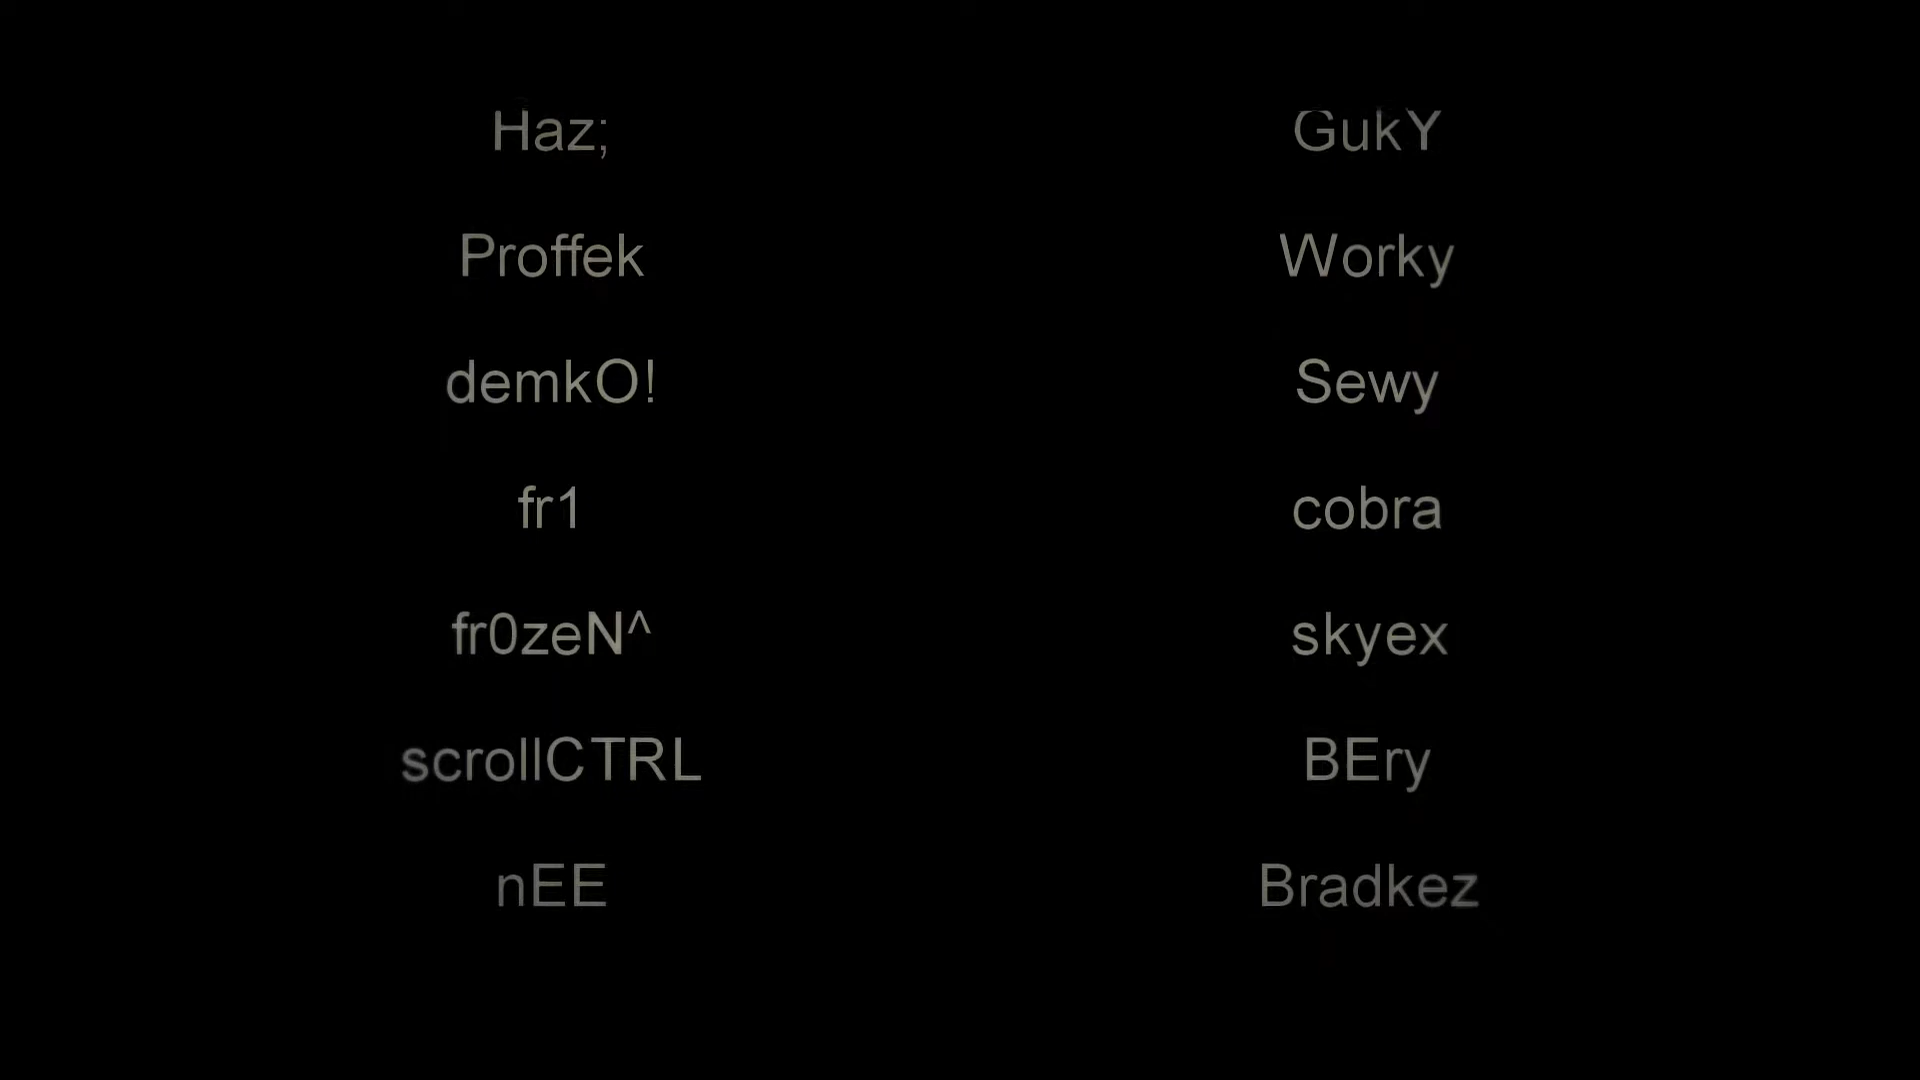 Haz; GukY
Proffek Worky
demkO! Sewy
fr1 cobra
fr0zeN^ skyex
scrollCTRL BEry
nEE Bradkez